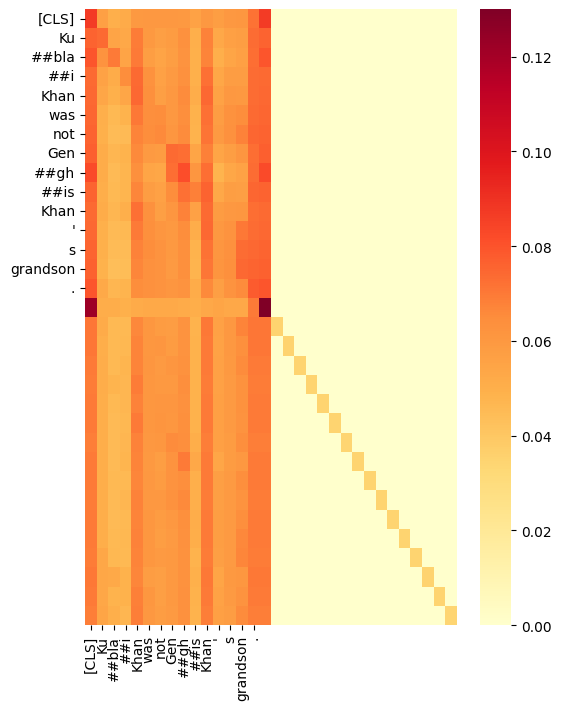 [CLS]
Ku
##bla
##i
Khan
was
not
Gen
##gh
##is
Khan
'
s
grandson
.
[CLS]
Ku
##bla
##i
Khan
was
not
Gen
##gh
##is
Khan
'
s
grandson
.
0.12
0.10
0.08
0.06
0.04
0.02
0.00